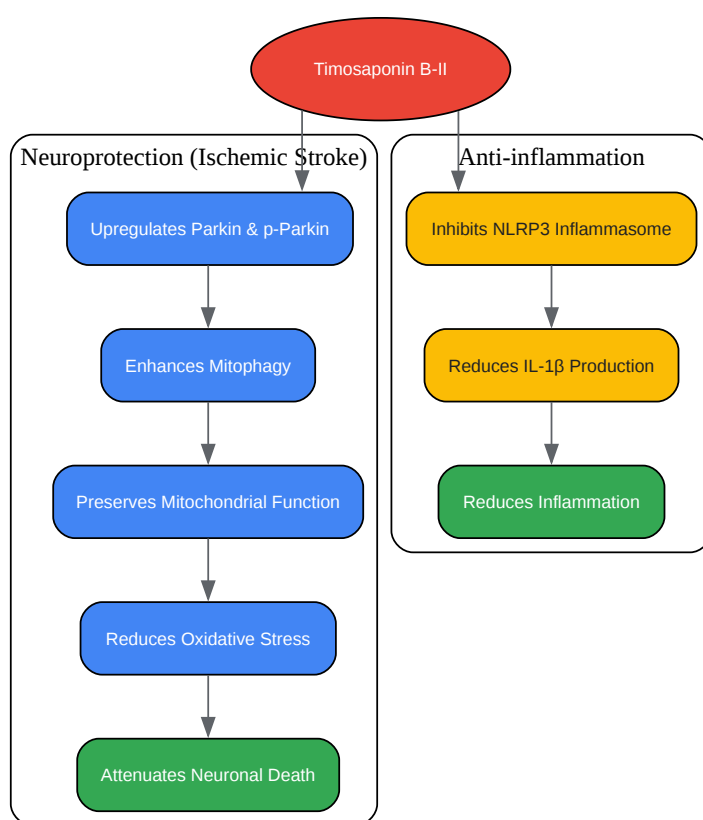 Timosaponin B-II
Neuroprotection (Ischemic Stroke)
Upregulates Parkin & p-Parkin
Enhances Mitophagy
Preserves Mitochondrial Function
Reduces Oxidative Stress
Attenuates Neuronal Death
Anti-inflammation
Inhibits NLRP3 Inflammasome
Reduces IL-1β Production
Reduces Inflammation